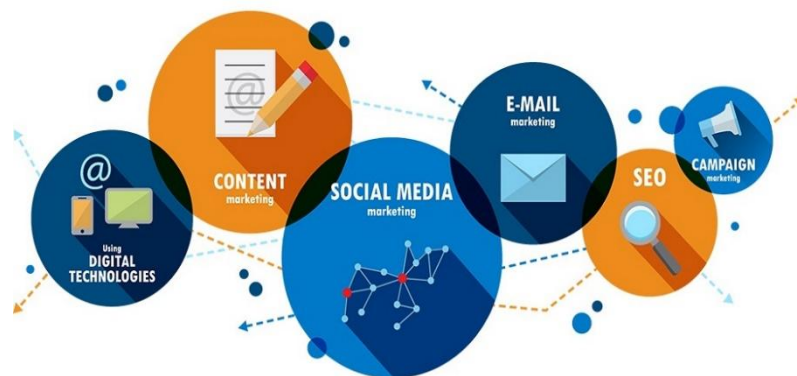 @
Using
DIGITAL
TECHNOLOGIES
@
CONTENT
marketing
SOCIAL MEDIA
marketing
E-MAIL
marketing
SEO
CAMPAIGN
marketing